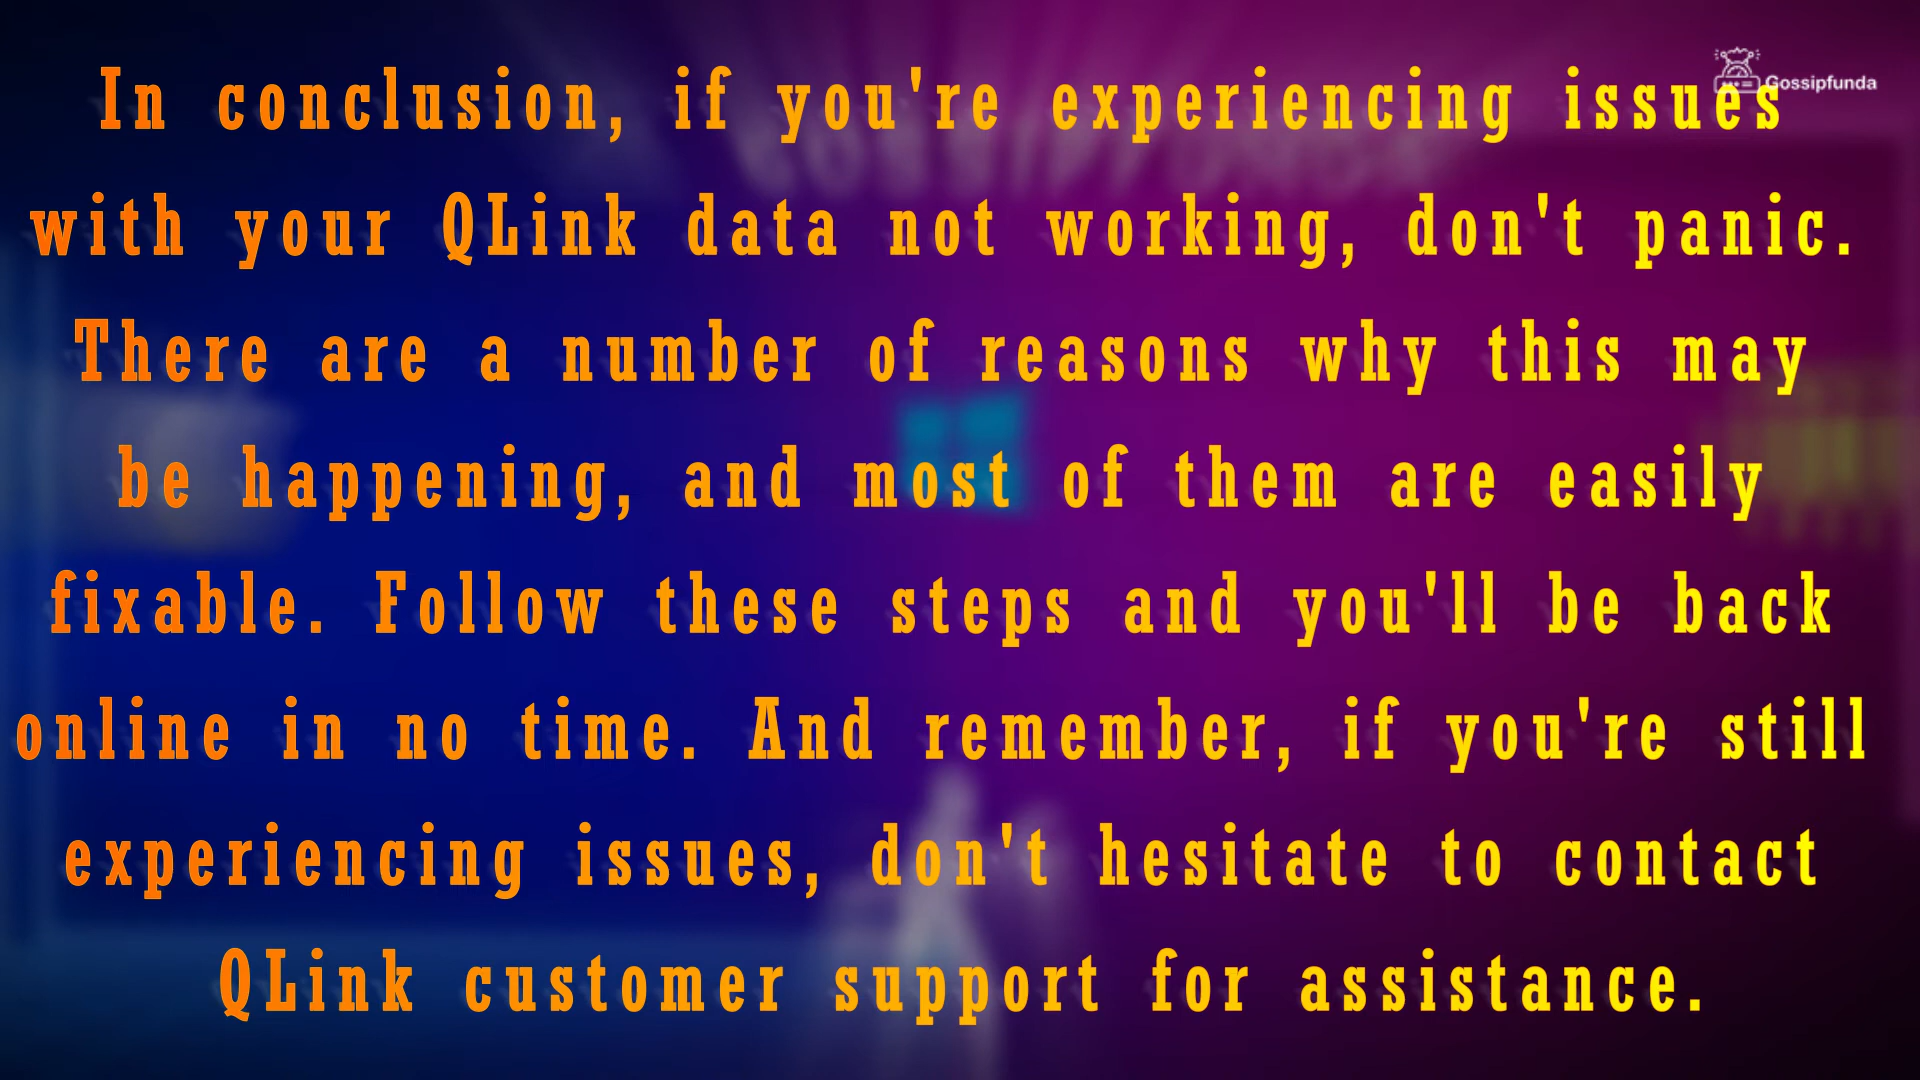 Gossipfunda
In conclusion, if you're experiencing issues
with your QLink data not working, don't panic.
There are a number of reasons why this may
be happening, and most of them are easily
fixable. Follow these steps and you'll be back
online in no time. And remember, if you're still
experiencing issues, don't hesitate to contact
QLink customer support for assistance.